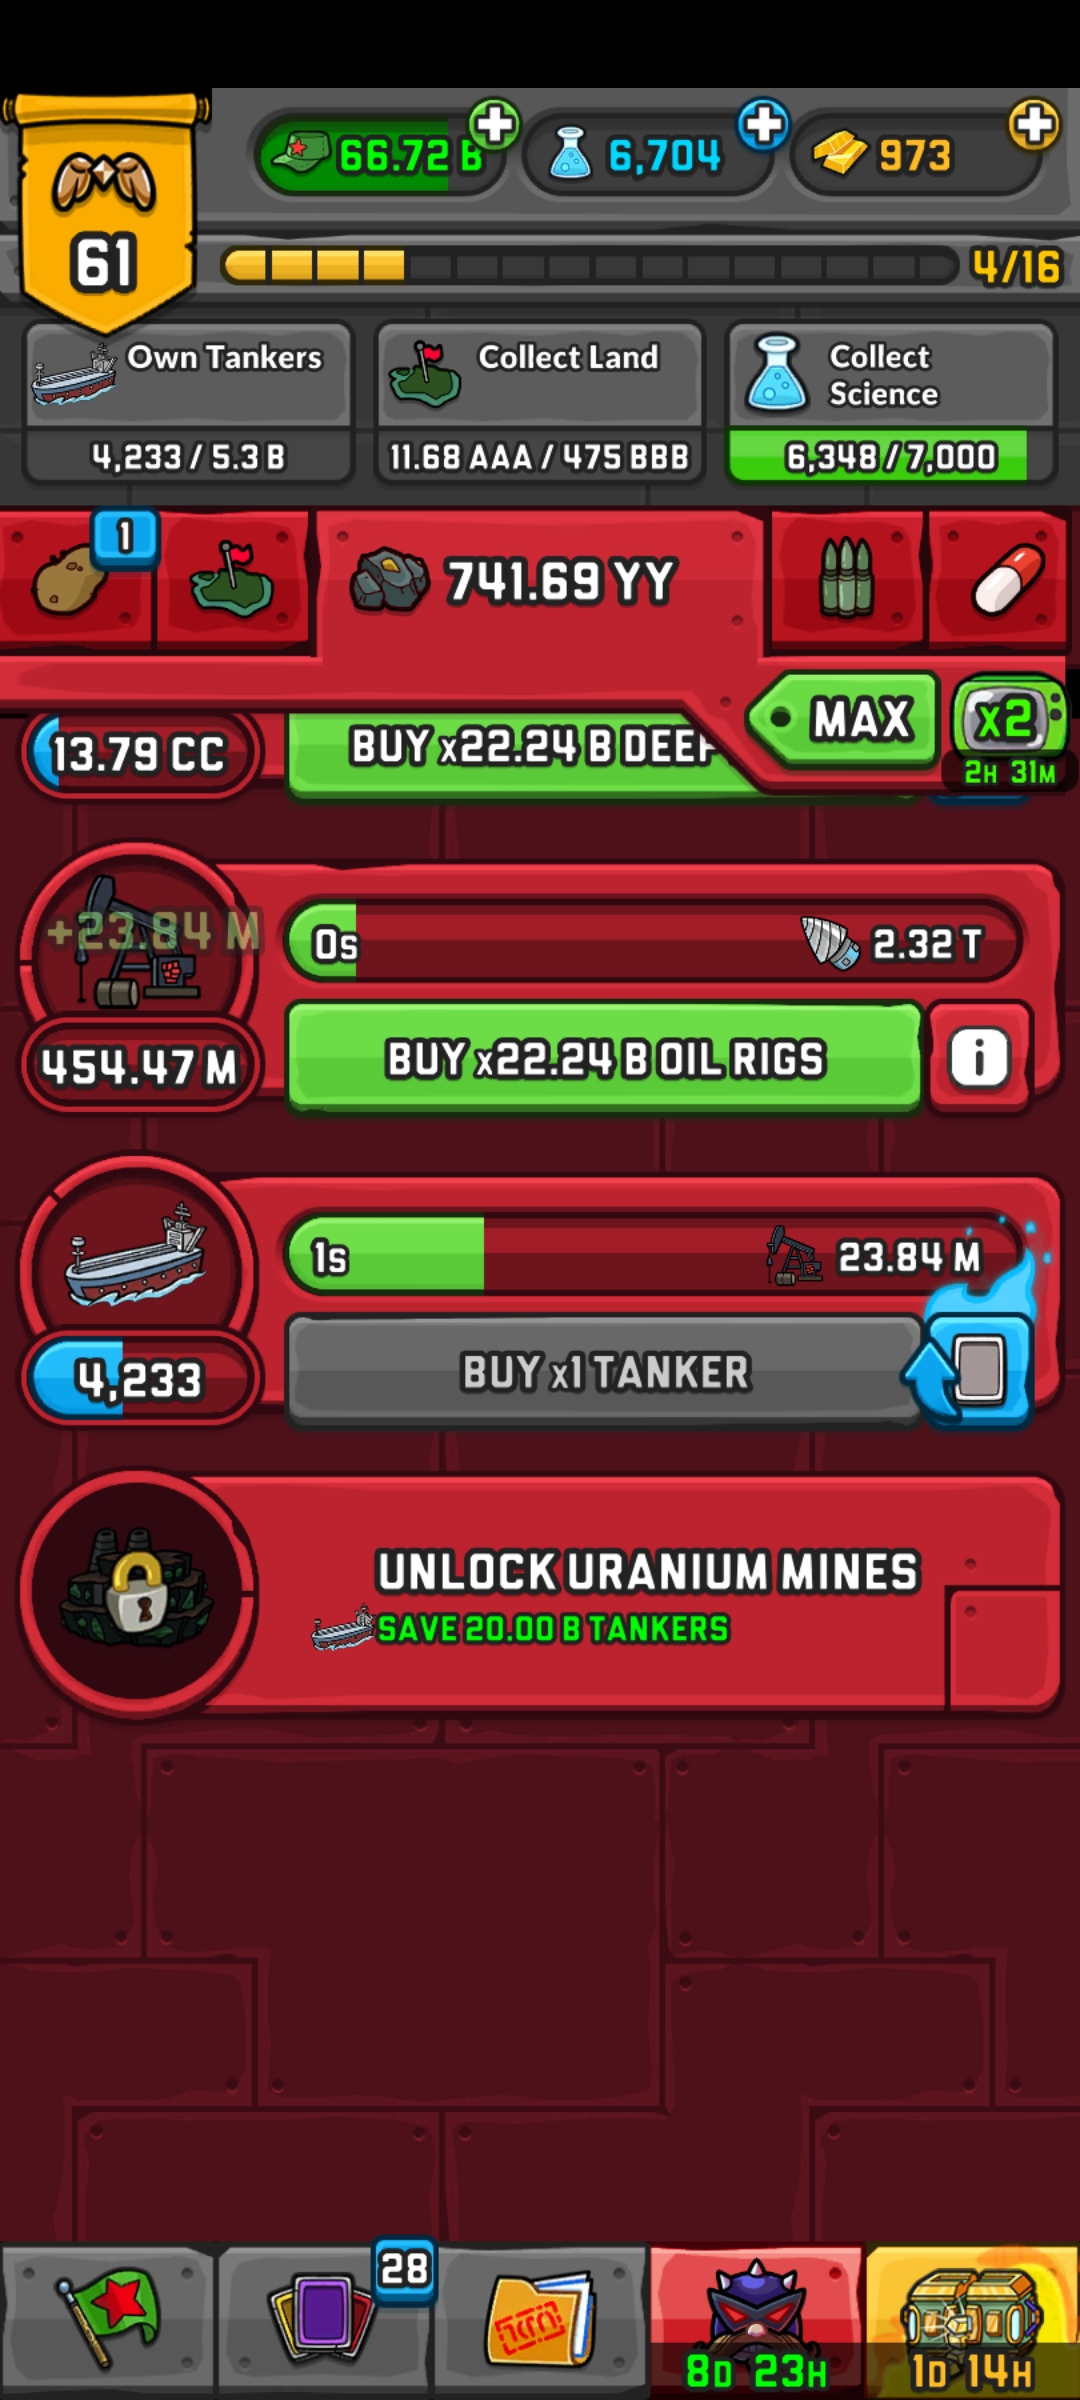 66.72 B
6,704
973
61
4/16
Own Tankers
4,233 / 5.3 B
Collect Land
11.68 AAA / 475 BBB
Collect
Science
6,348 / 7,000
1
741.69 YY
MAX
x2
2H 31M
13.79 CC
BUY x22.24 B DEEP
+23.84 M
0s
2.32 T
454.47 M
BUY x22.24 B OIL RIGS
i
1s
23.84 M
4,233
BUY x1 TANKER
UNLOCK URANIUM MINES
SAVE 20.00 B TANKERS
28
8D 23H
1D 14H